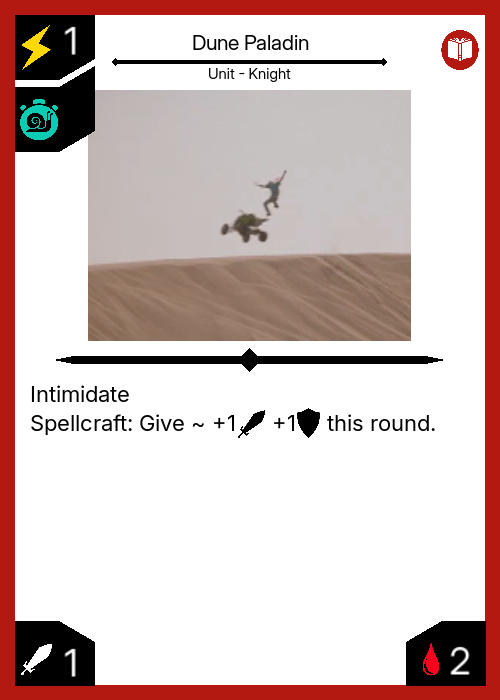 1
Dune Paladin
Unit - Knight
Intimidate
Spellcraft: Give ~ +1 +1 this round.
1
2